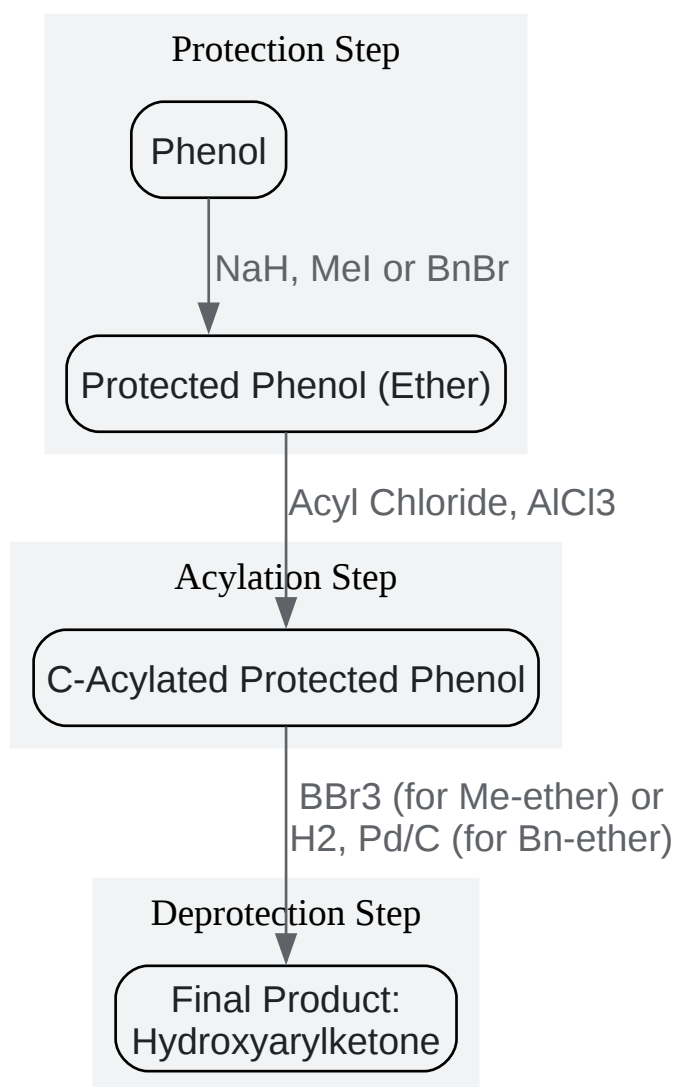 Protection Step
Phenol
NaH, MeI or BnBr
Protected Phenol (Ether)
Acyl Chloride, AlCl3
Acylation Step
C-Acylated Protected Phenol
BBr3 (for Me-ether) or
H2, Pd/C (for Bn-ether)
Deprotection Step
Final Product:
Hydroxyarylketone